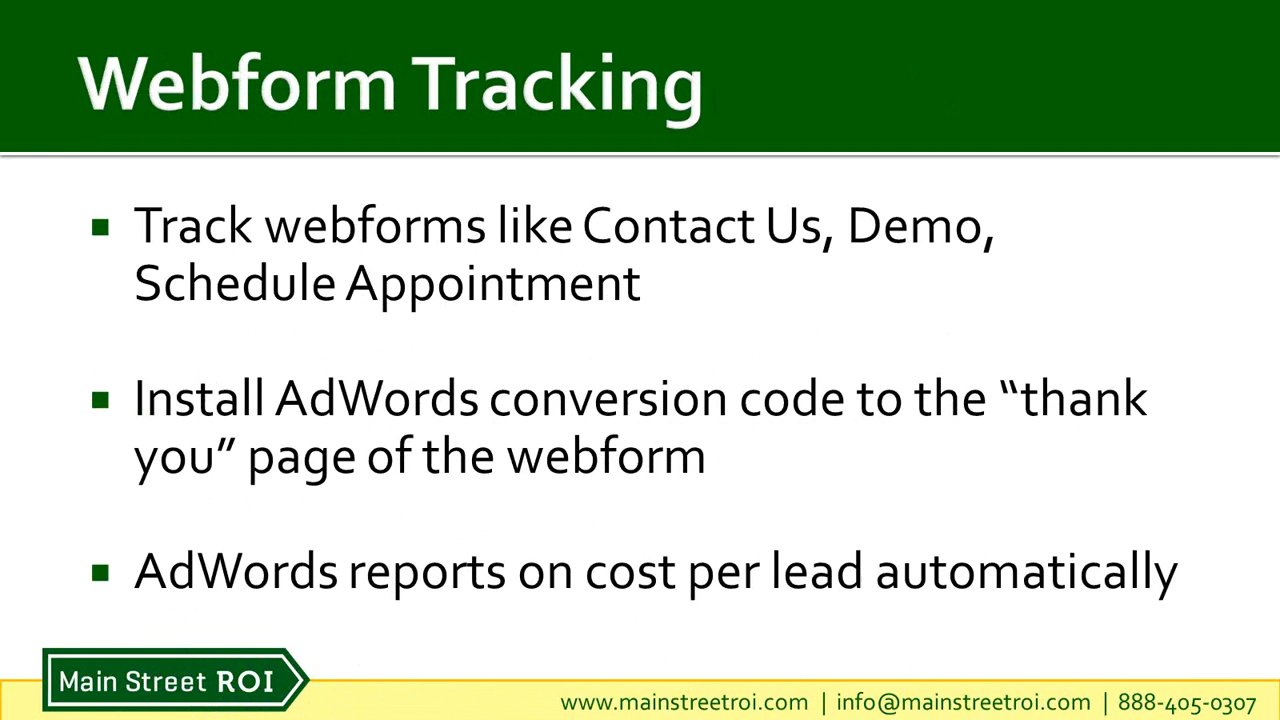 Webform Tracking
Track webforms like Contact Us, Demo,
Schedule Appointment
Install AdWords conversion code to the “thank
you” page of the webform
AdWords reports on cost per lead automatically
Main Street ROI
www.mainstreetroi.com | info@mainstreetroi.com | 888-405-0307